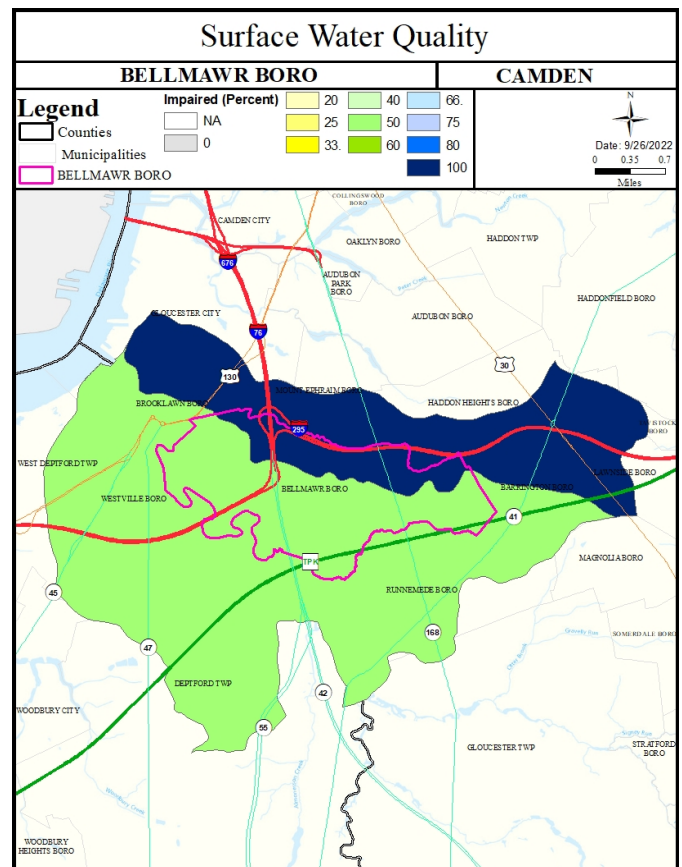 Surface Water Quality
BELLMAWR BORO
CAMDEN
Legend
Counties
Municipalities
BELLMAWR BORO
Impaired (Percent)
NA
0
20
25
33.
40
50
60
66.
75
80
100
N
Date: 9/26/2022
0 0.35 0.7
Miles
COLLINGSWOOD
BORO
CAMDEN CITY
OAKLYN BORO
HADDON TWP
676
AUDUBON
PARK
BORO
HADDONFIELD BORO
GLOUCESTER CITY
AUDUBON BORO
76
30
130
MOUNT EPHRAIM BORO
BROOKLAWN BORO
HADDON HEIGHTS BORO
295
BORO
WEST DEPTFORD TWP
LAWNSIDE BORO
BELLMAWR BORO
BARRINGTON BORO
WESTVILLE BORO
41
TPK
MAGNOLIA BORO
45
RUNNEMEDE BORO
168
SOMERDALE BORO
47
DEPTFORD TWP
42
WOODBURY CITY
55
GLOUCESTER TWP
STRATFORD
BORO
WOODBURY
HEIGHTS BORO